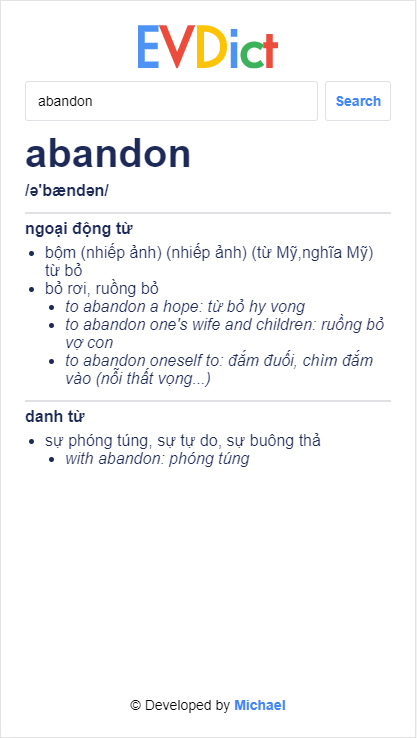 EVDict
abandon
Search
abandon
/ə'bændən/
ngoại động từ
bộm (nhiếp ảnh) (nhiếp ảnh) (từ Mỹ,nghĩa Mỹ)
từ bỏ
bỏ rơi, ruồng bỏ
to abandon a hope: từ bỏ hy vọng
to abandon one's wife and children: ruồng bỏ
vợ con
to abandon oneself to: đắm đuối, chìm đắm
vào (nỗi thất vọng...)
danh từ
sự phóng túng, sự tự do, sự buông thả
with abandon: phóng túng
© Developed by Michael